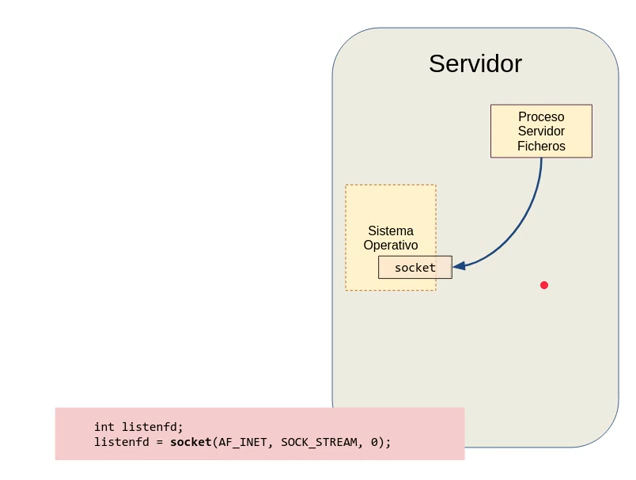 Servidor
Proceso
Servidor
Ficheros
Sistema
Operativo
socket
int listenfd;
listenfd = socket(AF_INET, SOCK_STREAM, 0);